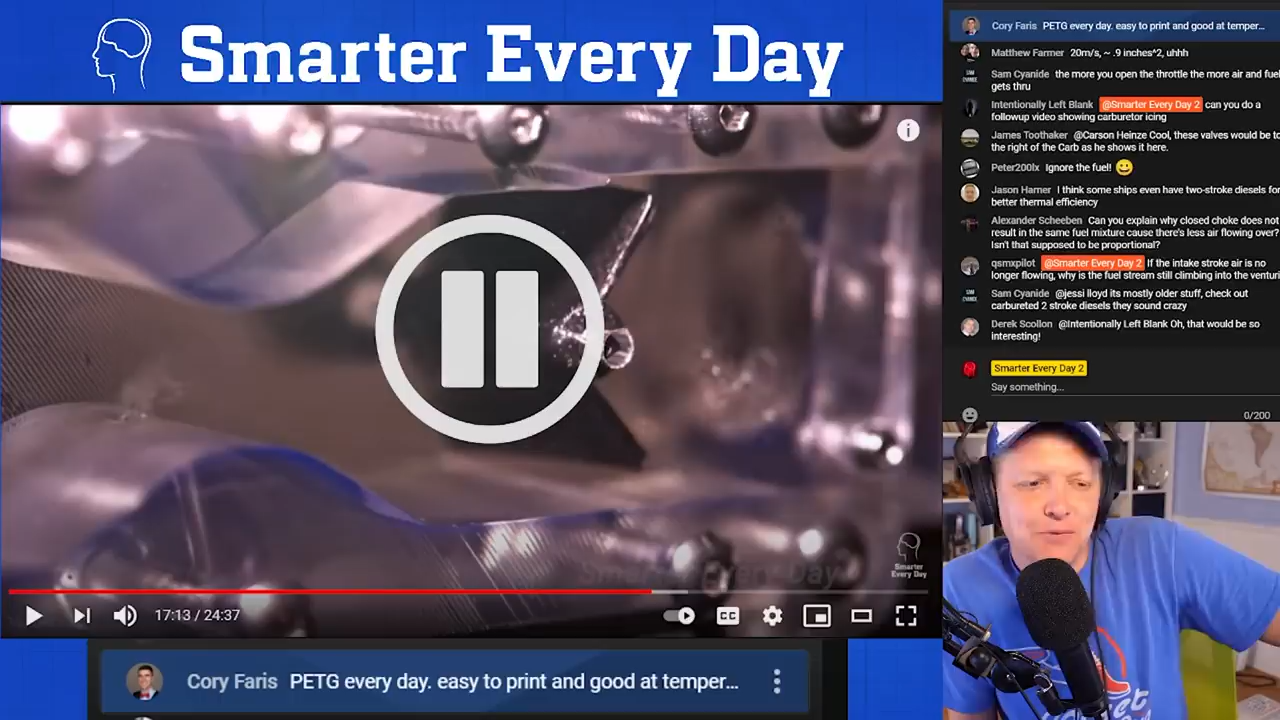 Smarter Every Day
Cory Faris PETG every day. easy to print and good at temper...
Matthew Farmer 20m/s, ~ .9 inches^2, uhhh
Sam Cyanide the more you open the throttle the more air and fuel
gets thru
Intentionally Left Blank @Smarter Every Day 2 can you do a
followup video showing carburetor icing
James Toothaker @Carson Heinze Cool, these valves would be to
the right of the Carb as he shows it here.
Peter200lx Ignore the fuel!
Jason Harner I think some ships even have two-stroke diesels for
better thermal efficiency
Alexander Scheeben Can you explain why closed choke does not
result in the same fuel mixture cause there's less air flowing over?
Isn't that supposed to be proportional?
qsmxpilot @Smarter Every Day 2 If the intake stroke air is no
longer flowing, why is the fuel stream still climbing into the venturi
Sam Cyanide @jessi lloyd its mostly older stuff, check out
carbureted 2 stroke diesels they sound crazy
Derek Scollon @Intentionally Left Blank Oh, that would be so
interesting!
Smarter Every Day 2
Say something...
0/200
Smarter
Every Day
Smarter Every Day
17:13 / 24:37
CC
Cory Faris PETG every day. easy to print and good at temper...